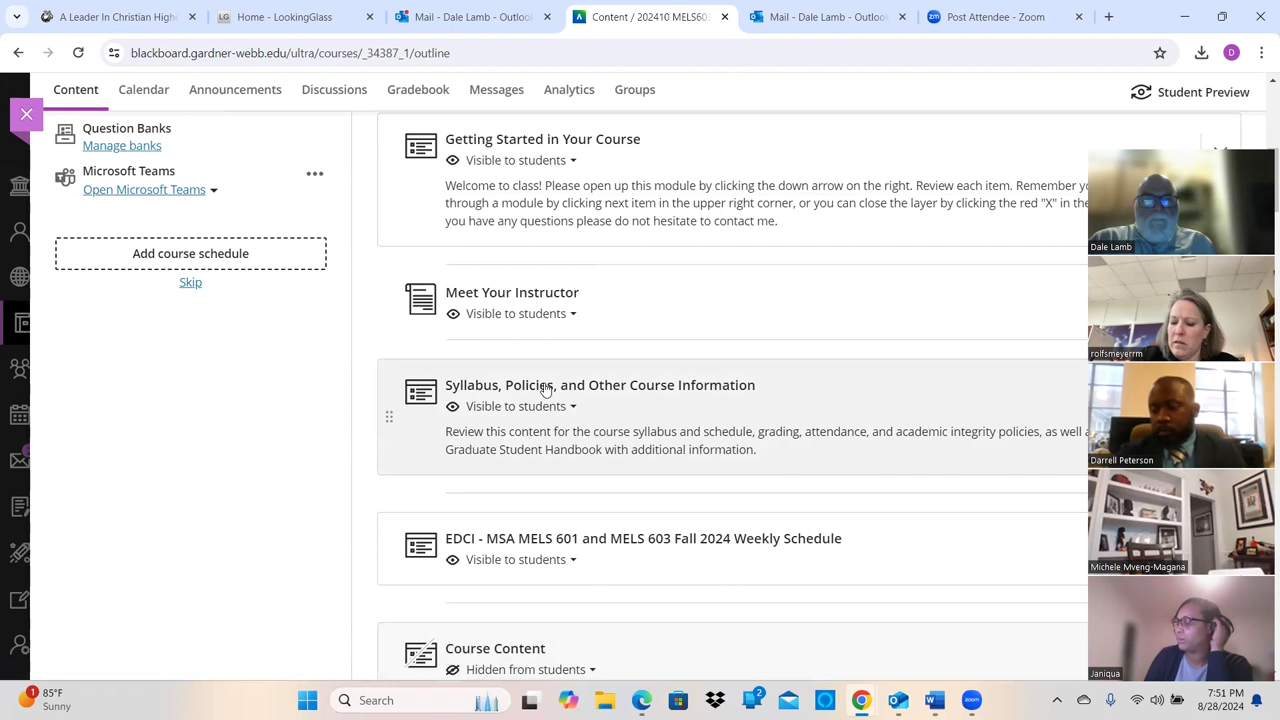 Inbox
Home - LookingGlass
Mail - Dale Lamb - Outlo
Content / 202410 MELS603
Mail - Dale Lamb - Outlo
Post Attendee - Zoom
blackboard.gardner-webb.edu/ultra/courses/_34387_1/outline
D
Content
Calendar
Announcements
Discussions
Gradebook
Messages
Analytics
Groups
Student Preview
Question Banks
Manage banks
Microsoft Teams
Open Microsoft Teams
Add course schedule
Skip
Getting Started in Your Course
Visible to students
Welcome to class! Please open up this module by clicking the down arrow on the right. Review each item. Remember yo
through a module by clicking next item in the upper right corner, or you can close the layer by clicking the red "X" in the
you have any questions please do not hesitate to contact me.
Meet Your Instructor
Visible to students
Syllabus, Policies, and Other Course Information
Visible to students
Review this content for the course syllabus and schedule, grading, attendance, and academic integrity policies, as well a
Graduate Student Handbook with additional information.
EDCI - MSA MELS 601 and MELS 603 Fall 2024 Weekly Schedule
Visible to students
Course Content
Hidden from students
Dale Lamb
rolfsmeyerrm
Darrell Peterson
Michele Mveng-Magana
Janiqua
1
85°F
Sunny
Search
2
zoom
7:51 PM
8/28/2024